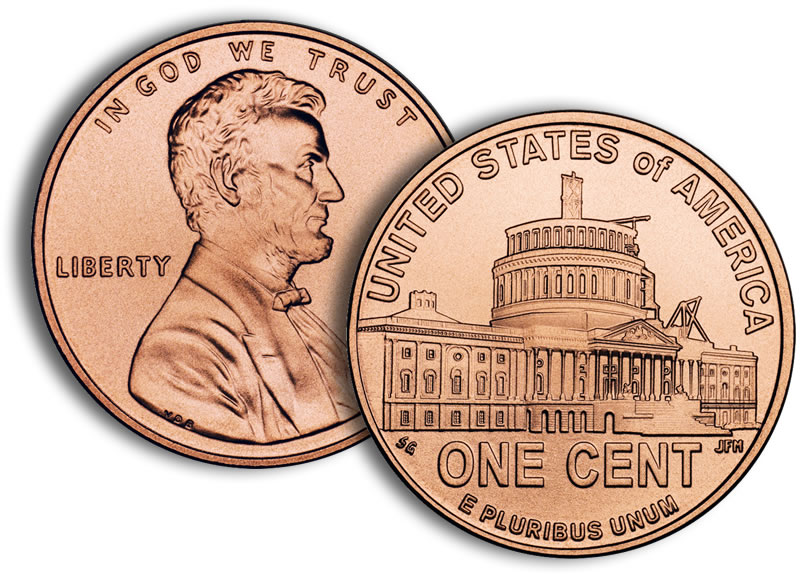 IN GOD WE TRUST
LIBERTY
VDB
UNITED STATES of AMERICA
SG
JFM
ONE CENT
E PLURIBUS UNUM